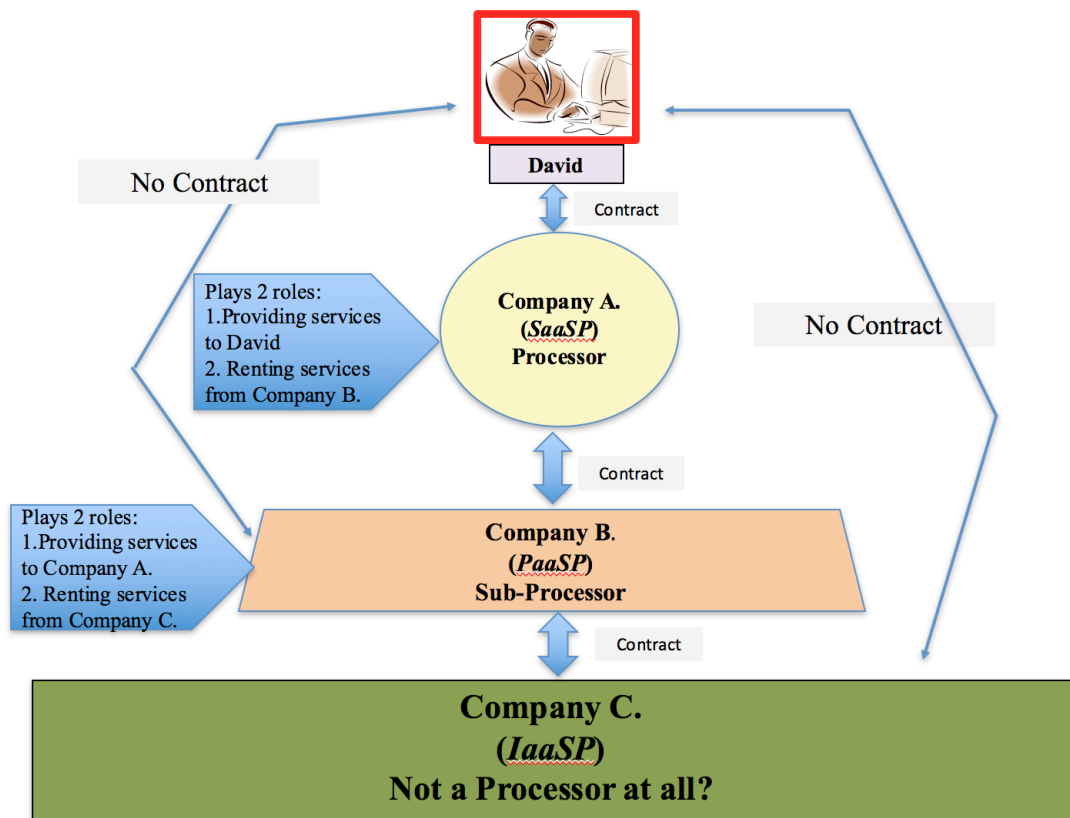 David
No Contract
Contract
Plays 2 roles:
1.Providing services
to David
2. Renting services
from Company B.
Company A.
(SaaSP)
Processor
No Contract
Contract
Plays 2 roles:
1.Providing services
to Company A.
2. Renting services
from Company C.
Company B.
(PaaSP)
Sub-Processor
Contract
Company C.
(IaaSP)
Not a Processor at all?